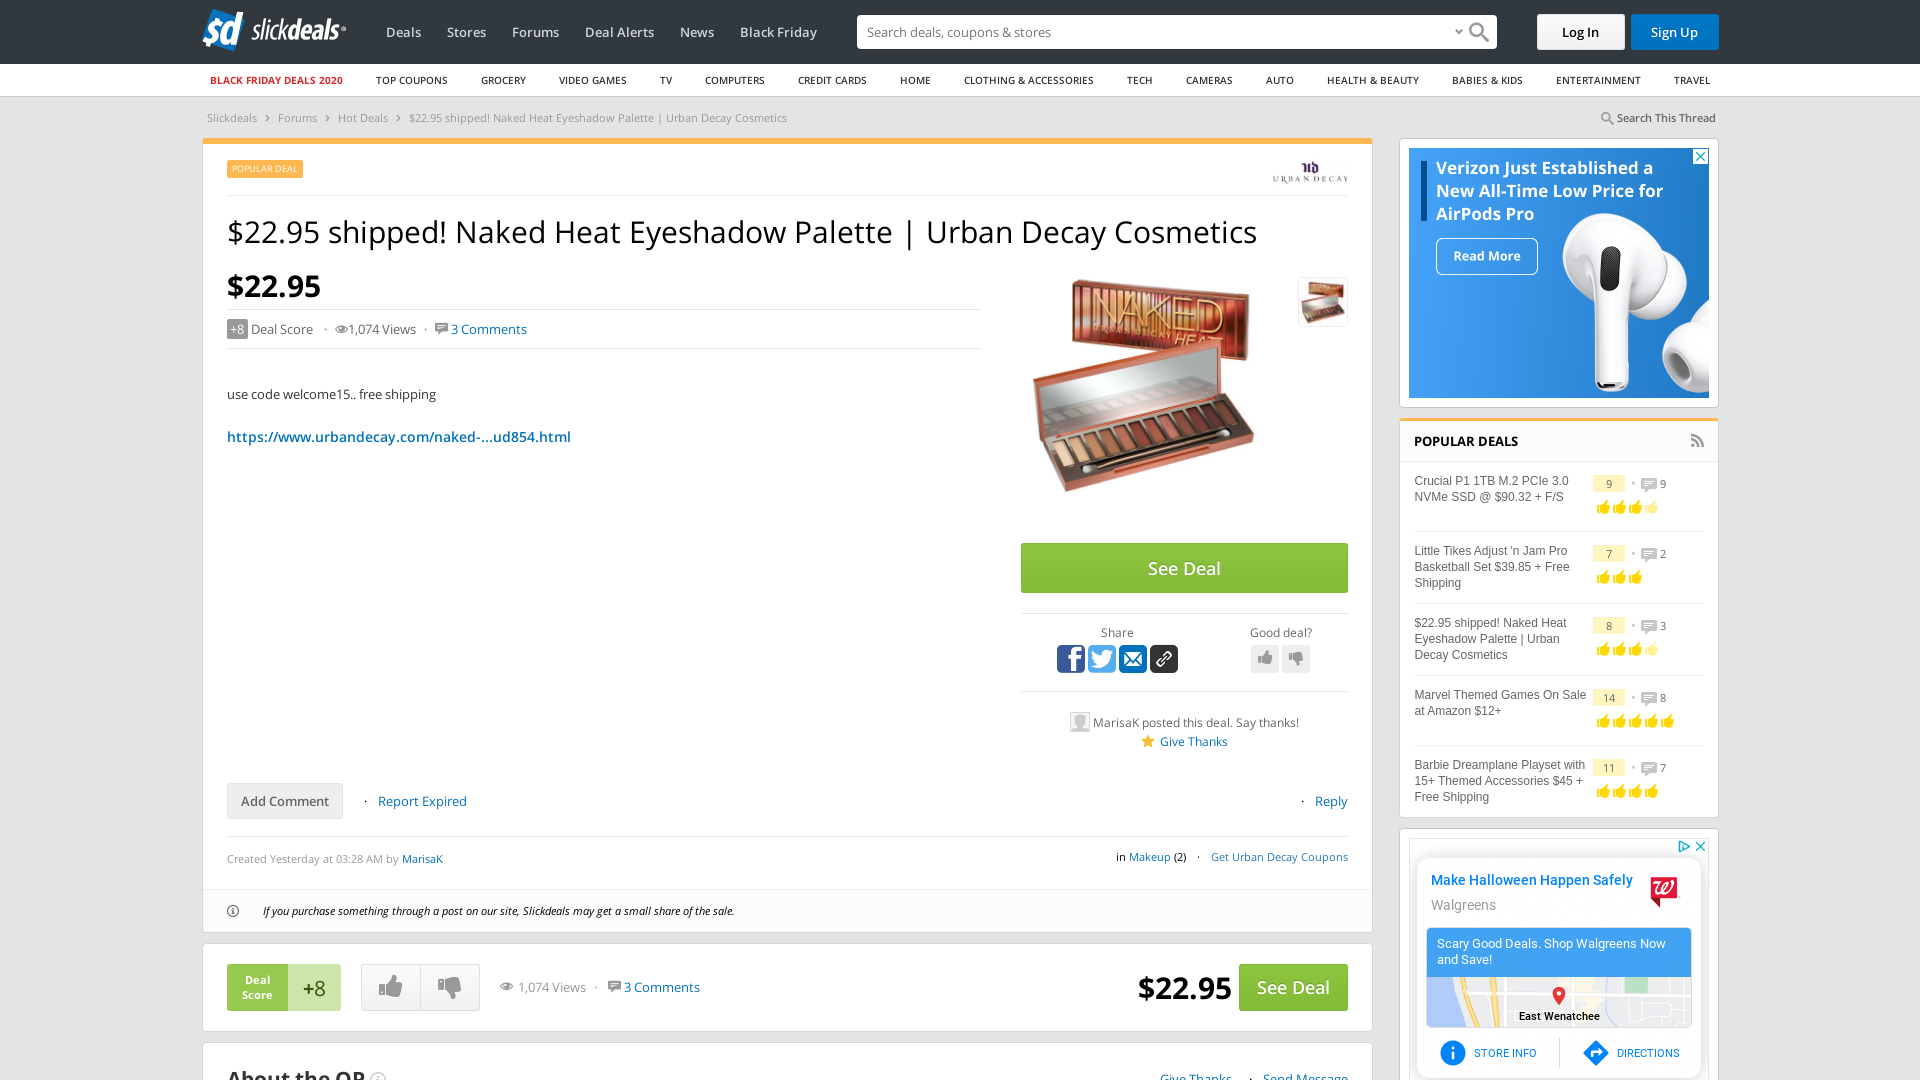 sd slickdeals
Deals
Stores
Forums
Deal Alerts
News
Black Friday
Search deals, coupons & stores
Log In
Sign Up
BLACK FRIDAY DEALS 2020
TOP COUPONS
GROCERY
VIDEO GAMES
TV
COMPUTERS
CREDIT CARDS
HOME
CLOTHING & ACCESSORIES
TECH
CAMERAS
AUTO
HEALTH & BEAUTY
BABIES & KIDS
ENTERTAINMENT
TRAVEL
Slickdeals › Forums › Hot Deals › $22.95 shipped! Naked Heat Eyeshadow Palette | Urban Decay Cosmetics
Search This Thread
POPULAR DEAL
UD
URBAN DECAY
$22.95 shipped! Naked Heat Eyeshadow Palette | Urban Decay Cosmetics
$22.95
+8 Deal Score · 1,074 Views · 3 Comments
use code welcome15.. free shipping
https://www.urbandecay.com/naked-...ud854.html
NAKED
URBAN DECAY HEAT
See Deal
Share
Good deal?
MarisaK posted this deal. Say thanks!
Give Thanks
Add Comment
· Report Expired
· Reply
Created Yesterday at 03:28 AM by MarisaK
in Makeup (2) · Get Urban Decay Coupons
If you purchase something through a post on our site, Slickdeals may get a small share of the sale.
Deal
Score
+8
1,074 Views · 3 Comments
$22.95
See Deal
About the OP
Give Thanks · Send Message
Verizon Just Established a
New All-Time Low Price for
AirPods Pro
Read More
POPULAR DEALS
Crucial P1 1TB M.2 PCIe 3.0
NVMe SSD @ $90.32 + F/S
9 • 9
Little Tikes Adjust 'n Jam Pro
Basketball Set $39.85 + Free
Shipping
7 • 2
$22.95 shipped! Naked Heat
Eyeshadow Palette | Urban
Decay Cosmetics
8 • 3
Marvel Themed Games On Sale
at Amazon $12+
14 • 8
Barbie Dreamplane Playset with
15+ Themed Accessories $45 +
Free Shipping
11 • 7
Make Halloween Happen Safely
Walgreens
W
Scary Good Deals. Shop Walgreens Now
and Save!
East Wenatchee
STORE INFO
DIRECTIONS